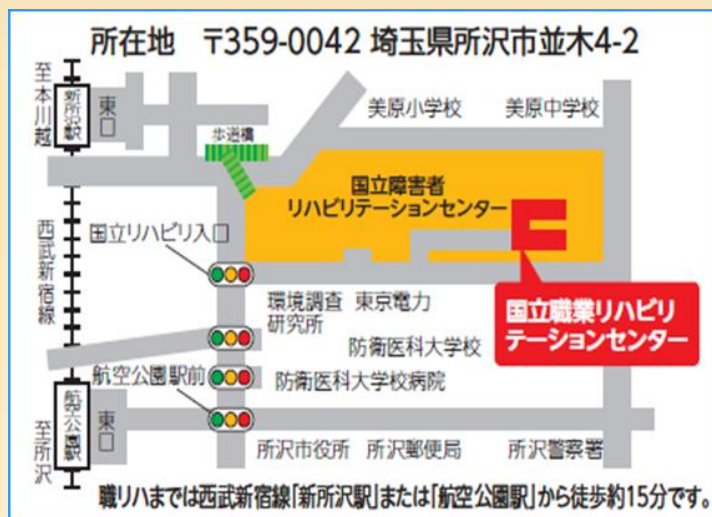 所在地 〒359-0042 埼玉県所沢市並木4-2
至本川越
新所沢駅
東口
歩道橋
美原小学校 美原中学校
国立障害者
リハビリテーションセンター
西武新宿線
国立リハビリ入口
環境調査
研究所
東京電力
国立職業リハビリ
テーションセンター
防衛医科大学校
航空公園駅前
防衛医科大学校病院
航空公園駅
東口
至所沢
所沢市役所 所沢郵便局 所沢警察署
職リハまでは西武新宿線「新所沢駅」または「航空公園駅」から徒歩約15分です。